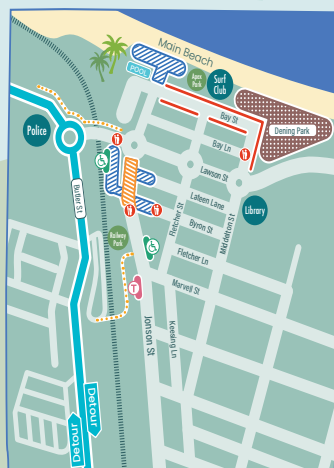 Main Beach
POOL
Apex
Park
Surf
Club
Bay St
Dening Park
Police
Bay Ln
Lawson St
Butler St
Lateen Lane
Fletcher St
Library
Byron St
Middleton St
Railway
Park
Fletcher Ln
T
Marvell St
Jonson St
Keesing Ln
Detour
Detour